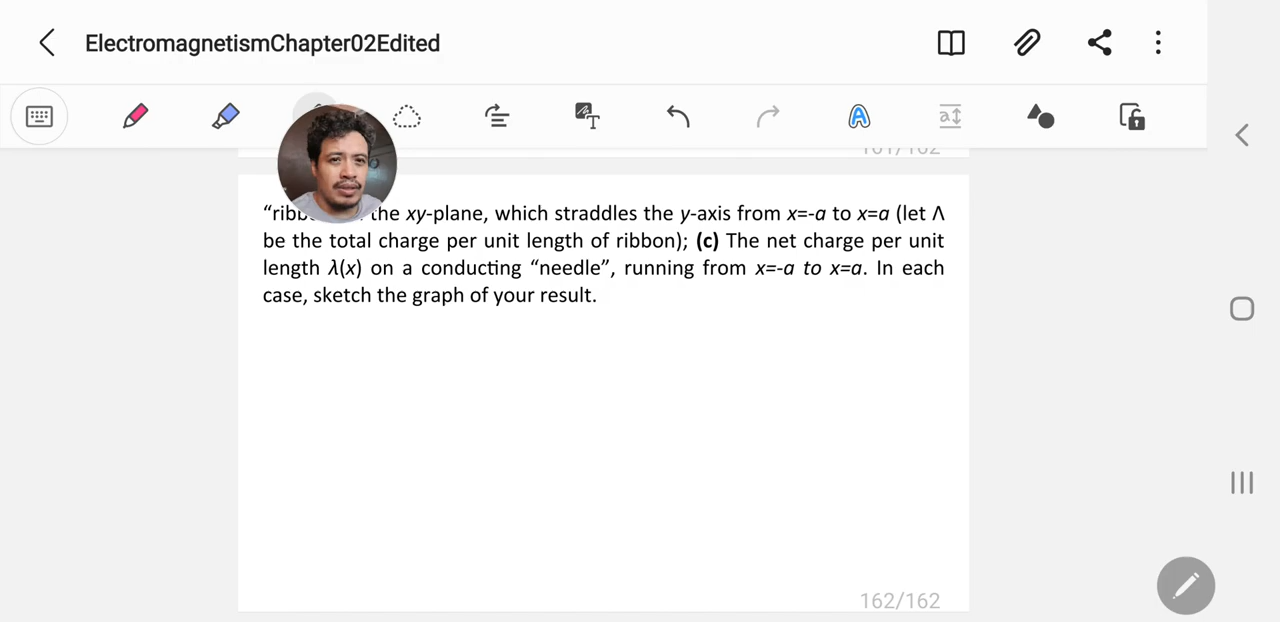 ElectromagnetismChapter02Edited
161/162
"ribb the xy-plane, which straddles the y-axis from x=-a to x=a (let Λ
be the total charge per unit length of ribbon); (c) The net charge per unit
length λ(x) on a conducting "needle", running from x=-a to x=a. In each
case, sketch the graph of your result.
162/162